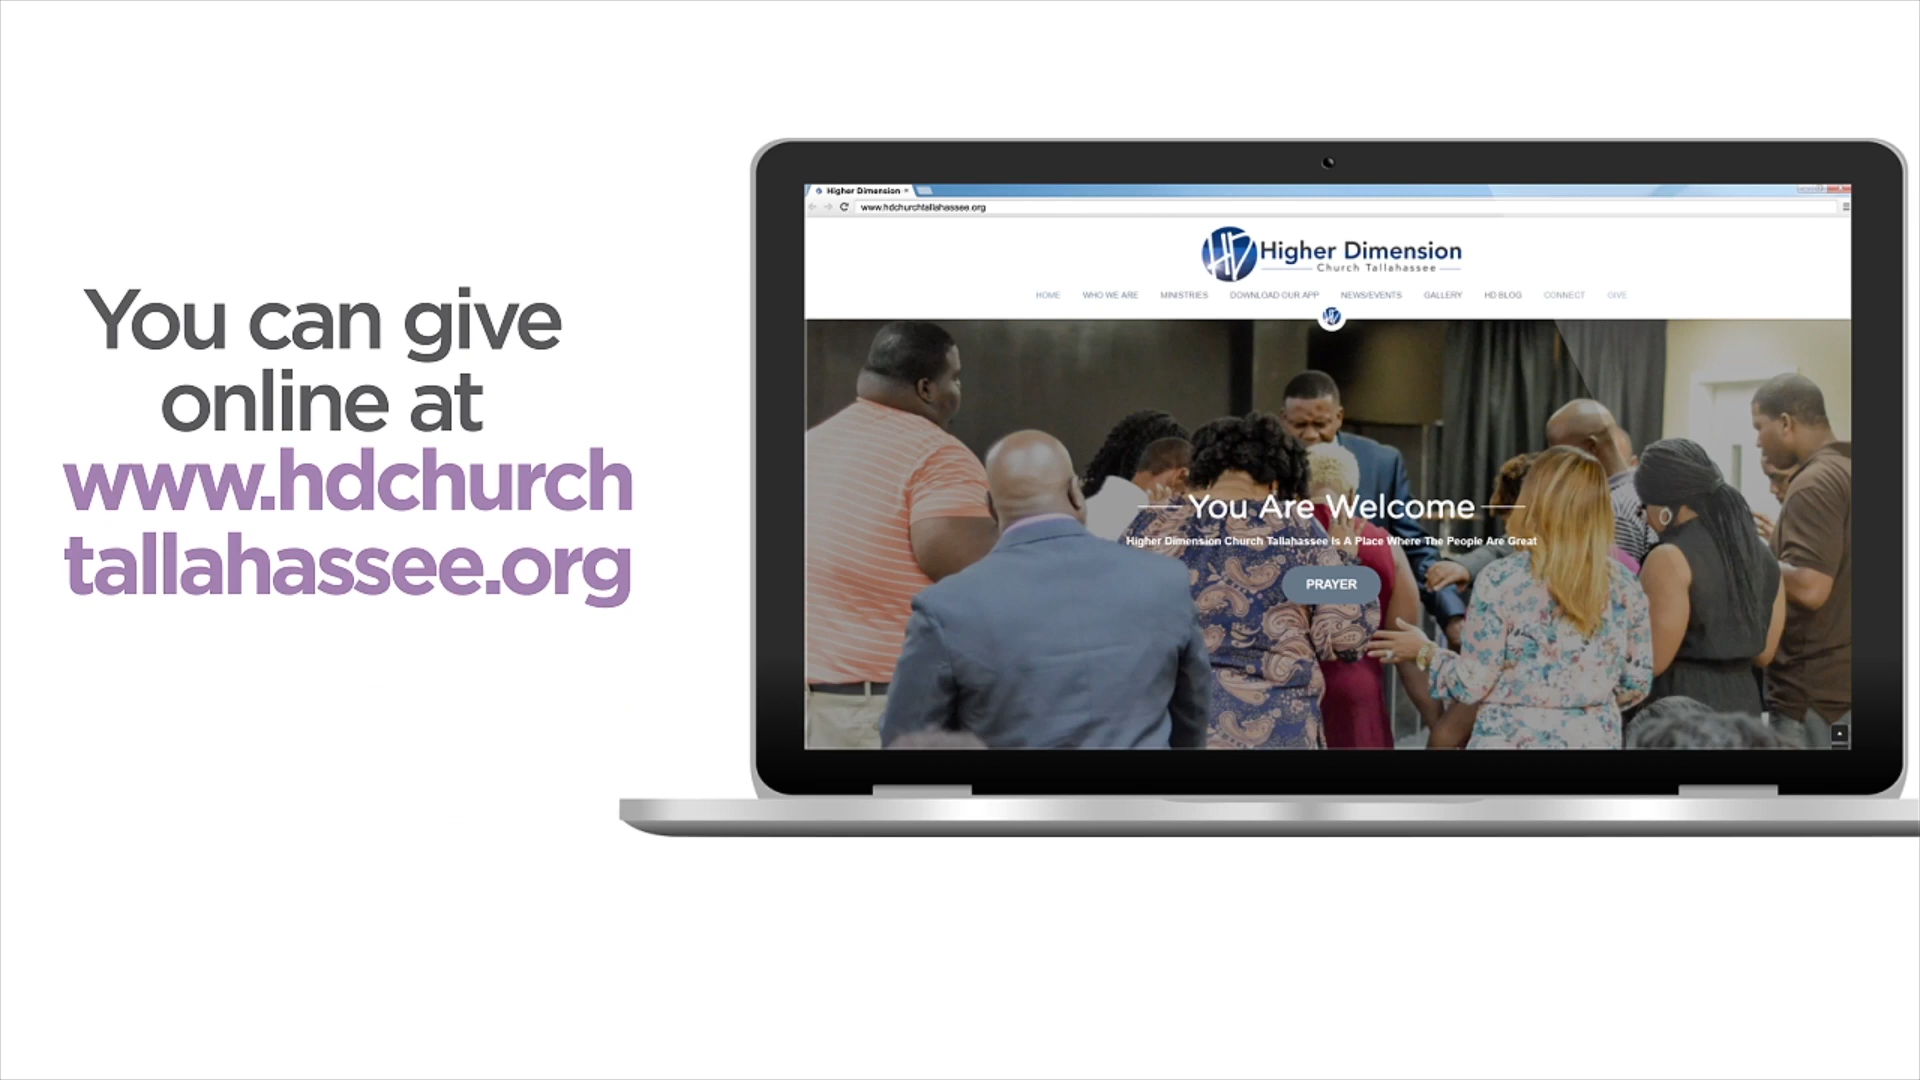 You can give
online at
www.hdchurch
tallahassee.org
Higher Dimension
www.hdchurchtallahassee.org
HD Higher Dimension
Church Tallahassee
HOME WHO WE ARE MINISTRIES DOWNLOAD OUR APP NEWS/EVENTS GALLERY HD BLOG CONNECT GIVE
You Are Welcome
Higher Dimension Church Tallahassee Is A Place Where The People Are Great
PRAYER